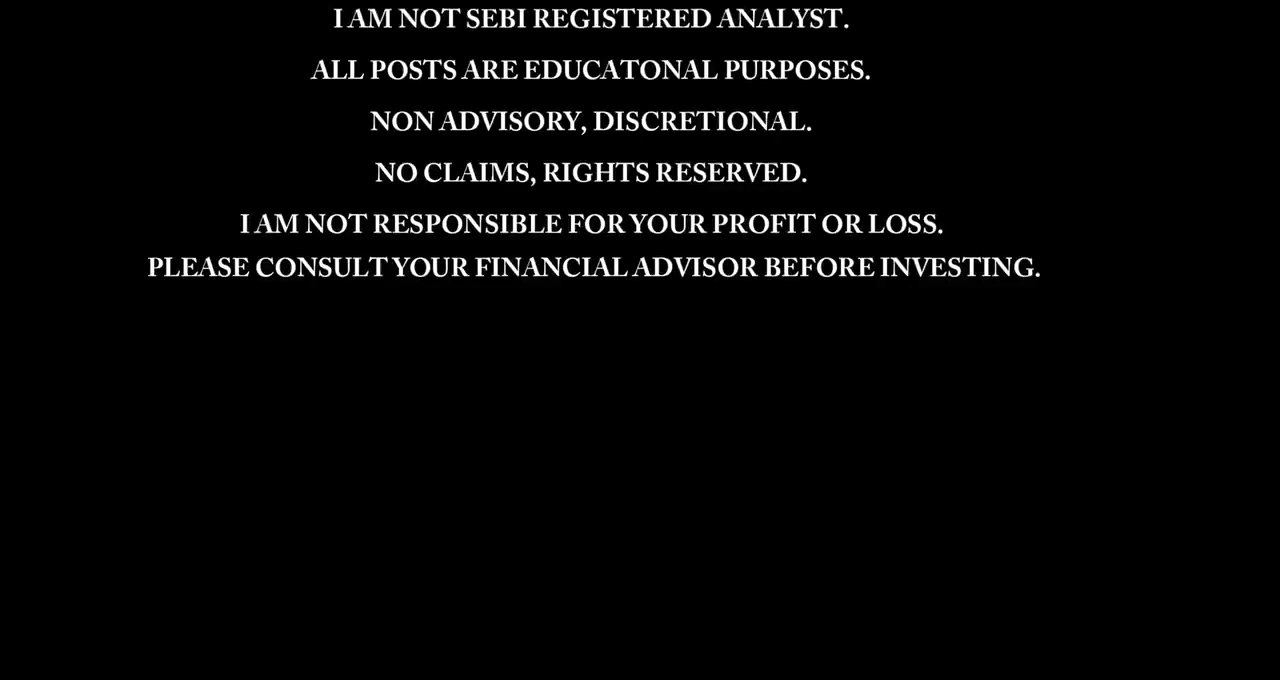 I AM NOT SEBI REGISTERED ANALYST.
ALL POSTS ARE EDUCATONAL PURPOSES.
NON ADVISORY, DISCRETIONAL.
NO CLAIMS, RIGHTS RESERVED.
I AM NOT RESPONSIBLE FOR YOUR PROFIT OR LOSS.
PLEASE CONSULT YOUR FINANCIAL ADVISOR BEFORE INVESTING.